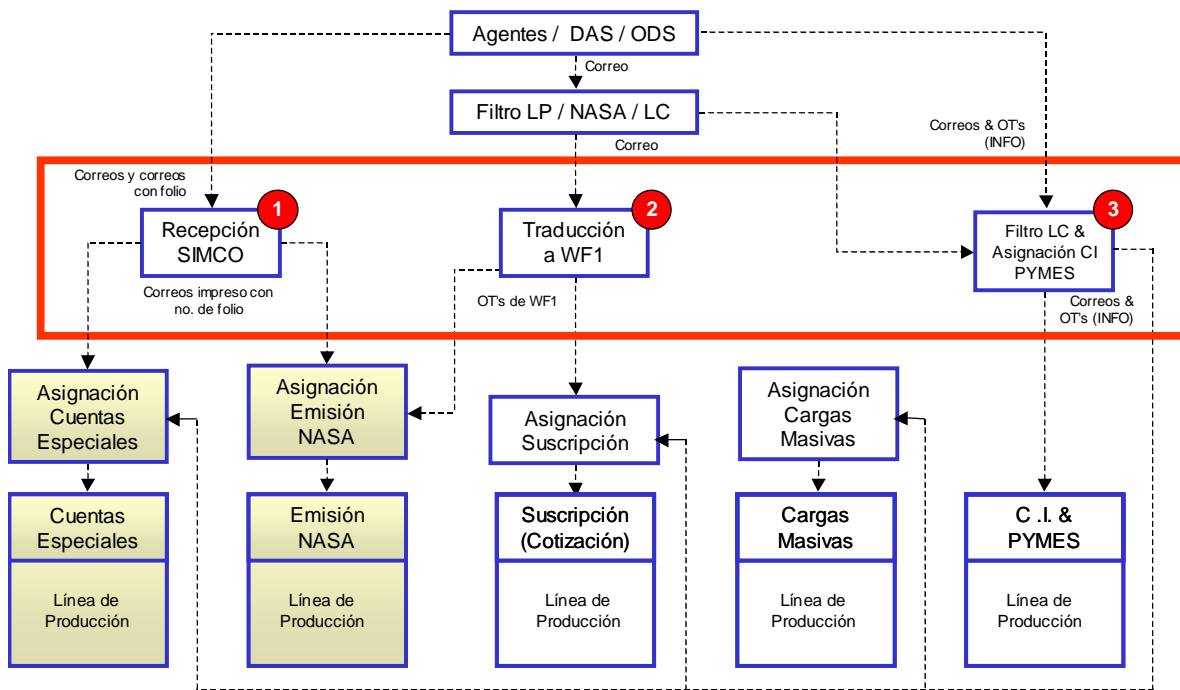 Agentes / DAS / ODS
Correo
Filtro LP / NASA / LC
Correo
Correos & OT's
(INFO)
Correos y correos
con folio
1
Recepción
SIMCO
2
Traducción
a WF1
3
Filtro LC &
Asignación CI
PYMES
Correos impreso con
no. de folio
OT's de WF1
Correos &
OT's (INFO)
Asignación
Cuentas
Especiales
Asignación
Emisión
NASA
Asignación
Suscripción
Asignación
Cargas
Masivas
Cuentas
Especiales
Línea de
Producción
Emisión
NASA
Línea de
Producción
Suscripción
(Cotización)
Línea de
Producción
Cargas
Masivas
Línea de
Producción
C .I. &
PYMES
Línea de
Producción